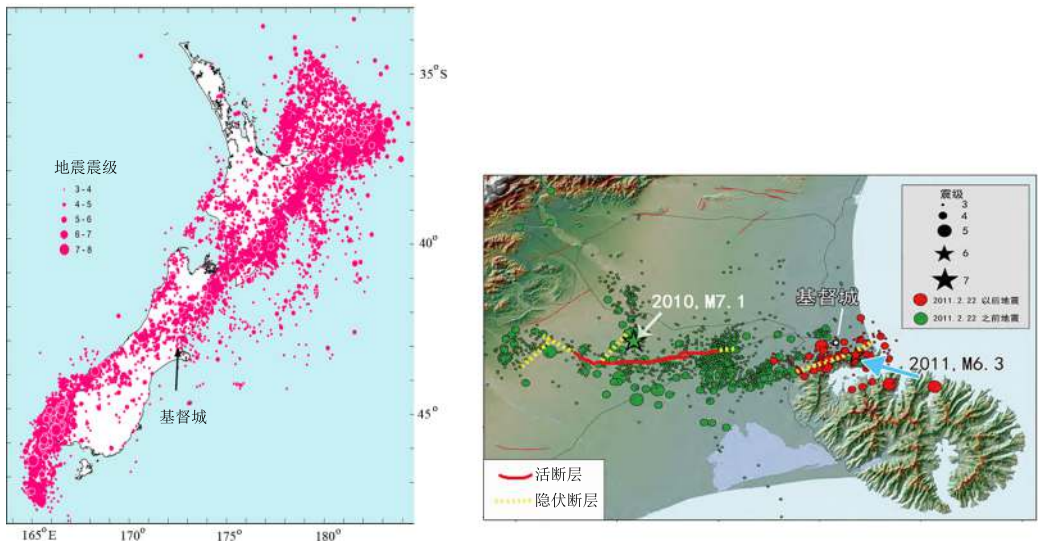 35°S
地震震级
3-4
4-5
5-6
6-7
7-8
40°
45°
基督城
165°E
170°
175°
180°
震级
3
4
5
6
7
2011.2.22 以后地震
2011.2.22 之前地震
基督城
2010, M7.1
2011, M6.3
活断层
隐伏断层